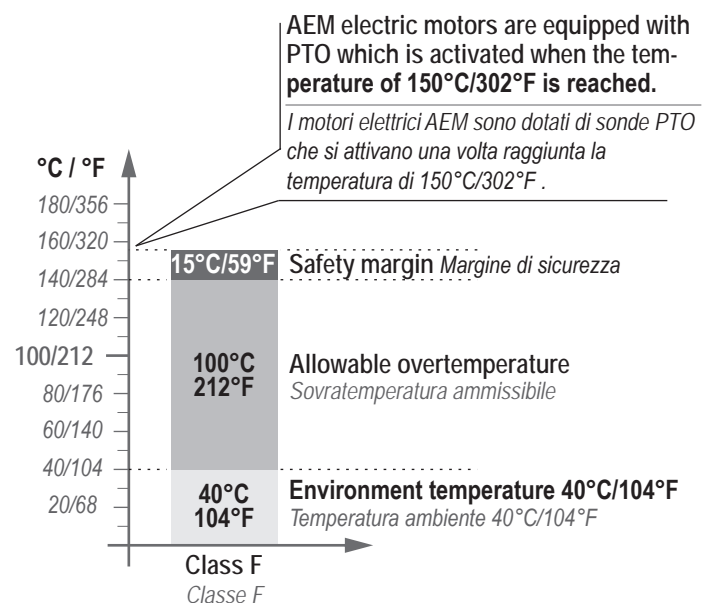 AEM electric motors are equipped with
PTO which is activated when the tem-
perature of 150°C/302°F is reached.
I motori elettrici AEM sono dotati di sonde PTO
che si attivano una volta raggiunta la
temperatura di 150°C/302°F .
°C / °F
180/356
160/320
15°C/59°F Safety margin Margine di sicurezza
140/284
120/248
100/212
100°C
212°F
Allowable overtemperature
Sovratemperatura ammissibile
80/176
60/140
40/104
20/68
40°C
104°F
Environment temperature 40°C/104°F
Temperatura ambiente 40°C/104°F
Class F
Classe F